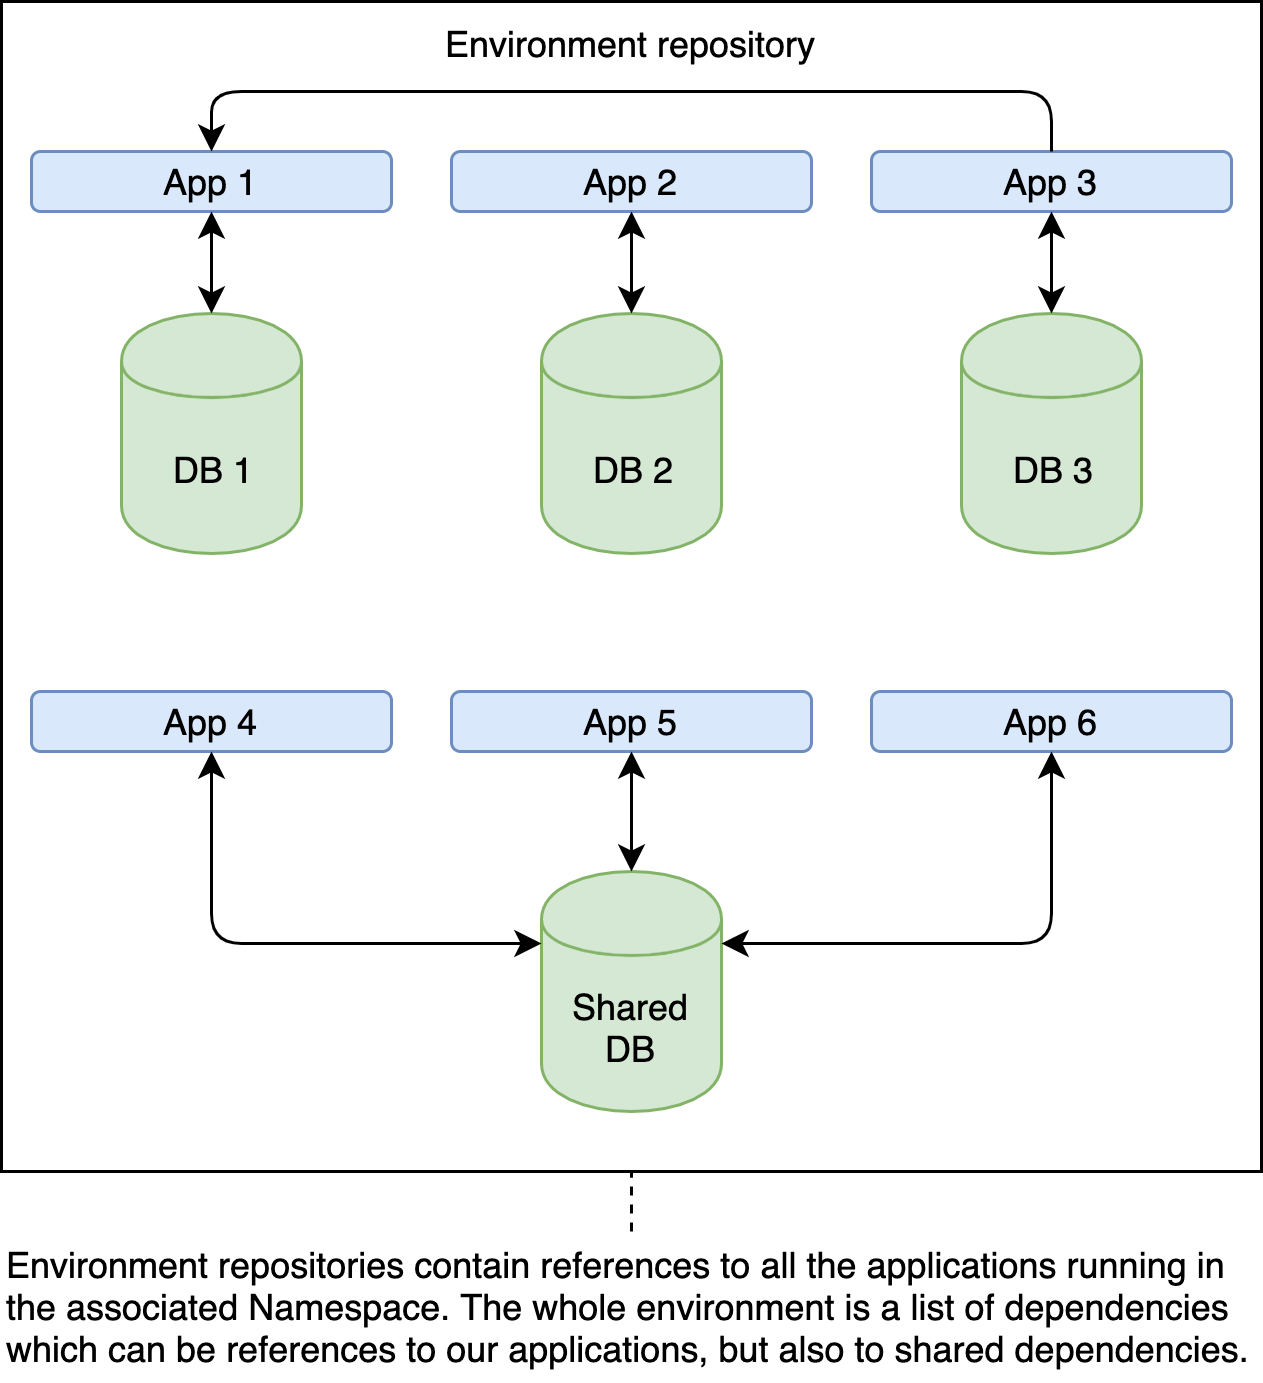 Environment repository
App 1
App 2
App 3
DB 1
DB 2
DB 3
App 4
App 5
App 6
Shared
DB
Environment repositories contain references to all the applications running in
the associated Namespace. The whole environment is a list of dependencies
which can be references to our applications, but also to shared dependencies.